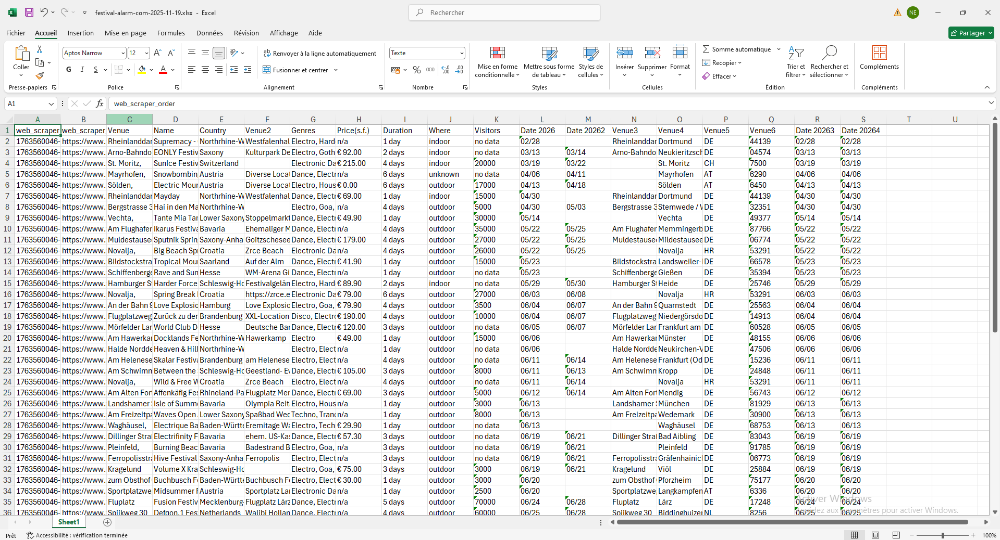 festival-alarm-com-2025-11-19.xlsx - Excel
Rechercher
NE
Fichier Accueil Insertion Mise en page Formules Données Révision Affichage Aide
Partager
Coller
Presse-papiers
Aptos Narrow 12
G I S
Police
Renvoyer à la ligne automatiquement
Fusionner et centrer
Alignement
Texte
% 000
Nombre
Mise en forme conditionnelle
Mettre sous forme de tableau
Styles de cellules
Styles
Insérer Supprimer Format
Cellules
Somme automatique
Recopier
Effacer
Trier et filtrer
Rechercher et sélectionner
Édition
Compléments
Compléments
A1 fx web_scraper_order
A B C D E F G H I J K L M N O P Q R S T U
1 web_scraper web_scraper_ Venue Name Country Venue2 Genres Price(s.f.) Duration Where Visitors Date 2026 Date 20262 Venue3 Venue4 Venue5 Venue6 Date 20263 Date 20264
2 1763560046- https://www. Rheinlanddar Supremacy - Northrhine-W Westfalenhal Electro, Hard n/a 1 day indoor no data 02/28 Rheinlanddar Dortmund DE 44139 02/28 02/28
3 1763560046- https://www. Arno-Bahndo EONLY Festiv Saxony Kulturpark De Electro, Goth € 92.00 2 days indoor no data 03/13 03/14 Arno-Bahndo Neukieritzsch DE 04574 03/13 03/13
4 1763560046- https://www. St. Moritz, SunIce Festiv Switzerland Electronic Da € 215.00 4 days indoor 20000 03/19 03/22 St. Moritz CH 7500 03/19 03/19
5 1763560046- https://www. Mayrhofen, Snowbombin Austria Diverse Locat Dance, Electr n/a 6 days unknown no data 04/06 04/11 Mayrhofen AT 6290 04/06 04/06
6 1763560046- https://www. Sölden, Electric Mour Austria Diverse Locat Electro, Hous € 0.00 6 days outdoor 17000 04/13 04/18 Sölden AT 6450 04/13 04/13
7 1763560046- https://www. Rheinlanddar Mayday Northrhine-W Westfalenhal Dance, Electr € 69.00 1 day indoor 15000 04/30 Rheinlanddar Dortmund DE 44139 04/30 04/30
8 1763560046- https://www. Bergstrasse 3 Hai in den Ma Northrhine-W Electro, Goa, n/a 4 days outdoor 5000 04/30 05/03 Bergstrasse 3 Stemwede / W DE 32351 04/30 04/30
9 1763560046- https://www. Vechta, Tante Mia Tar Lower Saxony Stoppelmarkt Dance, Electr € 49.90 1 day outdoor 30000 05/14 Vechta DE 49377 05/14 05/14
10 1763560046- https://www. Am Flughafen Ikarus Festiva Bavaria Ehemaliger M Dance, Electr n/a 4 days outdoor 35000 05/22 05/25 Am Flughafen Memmingerb DE 87766 05/22 05/22
11 1763560046- https://www. Muldestausee Sputnik Sprin Saxony-Anha Goitzschesee Dance, Electr € 179.00 4 days outdoor 27000 05/22 05/25 Muldestausee Mildestausee DE 06774 05/22 05/22
12 1763560046- https://www. Novalja, Big Beach Spr Croatia Zrce Beach Electronic Da n/a 4 days outdoor 26000 05/22 05/25 Novalja HR 53291 05/22 05/22
13 1763560046- https://www. Bildstockstra Tropical Mour Saarland Auf der Alm Dance, Electr € 41.90 1 day outdoor 15000 05/23 Bildstockstra Landsweiler- DE 66578 05/23 05/23
14 1763560046- https://www. Schiffenberge Rave and Sun Hesse WM-Arena Gi Dance, Electr n/a 1 day outdoor no data 05/23 Schiffenberge Gießen DE 35394 05/23 05/23
15 1763560046- https://www. Hamburger St Harder Force Schleswig-Ho Festivalgelän Electro, Hard € 89.90 2 days indoor no data 05/29 05/30 Hamburger St Heide DE 25746 05/29 05/29
16 1763560046- https://www. Novalja, Spring Break Croatia https://zrce.e Electronic Da € 79.00 6 days outdoor 27000 06/03 06/08 Novalja HR 53291 06/03 06/03
17 1763560046- https://www. An der Bahn 9 Love Explosic Hamburg Love Explosic Electro, Goa, € 79.90 4 days outdoor 3500 06/04 06/07 An der Bahn 9 Quarnstedt DE 25563 06/04 06/04
18 1763560046- https://www. Flugplatzweg Zurück zu der Brandenburg XXL-Location Disco, Electro € 190.00 4 days outdoor 10000 06/04 06/07 Flugplatzweg Niedergörsdo DE 14913 06/04 06/04
19 1763560046- https://www. Mörfelder Lar World Club D Hesse Deutsche Bar Dance, Electr € 120.00 3 days outdoor no data 06/05 06/07 Mörfelder Lar Frankfurt am DE 60528 06/05 06/05
20 1763560046- https://www. Am Hawerkar Docklands Fe Northrhine-W Hawerkamp Electro € 49.00 1 day outdoor 15000 06/06 Am Hawerkar Münster DE 48155 06/06 06/06
21 1763560046- https://www. Halde Nordde Heaven & Hill Northrhine-W Electro, Elect n/a 1 day outdoor no data 06/06 Halde Nordde Neukirchen-V DE 47506 06/06 06/06
22 1763560046- https://www. Am Helenese Skalar Festiva Brandenburg am Helenese Electro, Elect n/a 4 days outdoor no data 06/11 06/14 Am Helenese Frankfurt (Od DE 15236 06/11 06/11
23 1763560046- https://www. Am Schwimm Between the Schleswig-Ho Geestland- Ev Dance, Electr € 105.00 3 days outdoor 8000 06/11 06/13 Am Schwimm Kropp DE 24848 06/11 06/11
24 1763560046- https://www. Novalja, Wild & Free W Croatia Zrce Beach Electro, Elect n/a 4 days outdoor no data 06/11 06/14 Novalja HR 53291 06/11 06/11
25 1763560046- https://www. Am Alten Fort Affenkäfig Fes Rhineland-Pa Flugplatz Mer Dance, Electr € 69.00 3 days outdoor 5000 06/12 06/14 Am Alten Fort Mendig DE 56743 06/12 06/12
26 1763560046- https://www. Landshamer S Isle of Summe Bavaria Olympia Reit Electro, Hous n/a 1 day outdoor 3000 06/13 Landshamer S München DE 81929 06/13 06/13
27 1763560046- https://www. Am Freizeitpa Waves Open Lower Saxony Spaßbad Wed Techno, Tranc n/a 1 day outdoor 8000 06/13 Am Freizeitpa Wedemark DE 30900 06/13 06/13
28 1763560046- https://www. Waghäusel, Electrique Ba Baden-Württe Eremitage Wa Electro, Tech € 29.90 1 day outdoor no data 06/13 Waghäusel DE 68753 06/13 06/13
29 1763560046- https://www. Dillinger Straß Electrifinity F Bavaria ehem. US-Kas Dance, Electr € 57.30 3 days outdoor no data 06/19 06/21 Dillinger Straß Bad Aibling DE 83043 06/19 06/19
30 1763560046- https://www. Pleinfeld, Burning Beac Bavaria Badestrand B Electro, Goa, n/a 3 days outdoor no data 06/19 06/21 Pleinfeld DE 91785 06/19 06/19
31 1763560046- https://www. Ferropolisstra Hive Festival Saxony-Anha Ferropolis Electro, Elect n/a 3 days outdoor no data 06/19 06/21 Ferropolisstra Gräfenhainic DE 06773 06/19 06/19
32 1763560046- https://www. Kragelund Volume X Kra Schleswig-Ho Electro, Goa, € 75.00 3 days outdoor 3000 06/19 06/21 Kragelund Viöl DE 25884 06/19 06/19
33 1763560046- https://www. zum Obsthof Buchbusch Fe Baden-Württe Buchbusch Fe Electro, Elect € 30.00 1 day outdoor 3000 06/20 zum Obsthof Pforzheim DE 75177 06/20 06/20
34 1763560046- https://www. Sportplatzwe Midsummer F Austria Sportplatz Lar Electronic Da n/a 1 day outdoor 2500 06/20 Sportplatzwe Langkampfen AT 6336 06/20 06/20
35 1763560046- https://www. Fluplatz Fusion Festiv Mecklenburg- Flugplatz Lärz Dance, Electr n/a 5 days outdoor 70000 06/24 06/28 Fluplatz Lärz DE 17248 06/24 06/24
36 1763560046- https://www. Spijkweg 30 Defqon.1 Fes Netherlands Walibi Hollan Dance, Electr n/a 4 days outdoor 60000 06/25 06/28 Spijkweg 30 Biddinghuizen NL 8256 06/25 06/25
Activer Windows
Accédez aux paramètres pour activer Windows.
Sheet1
Prêt Accessibilité : vérification terminée 100%